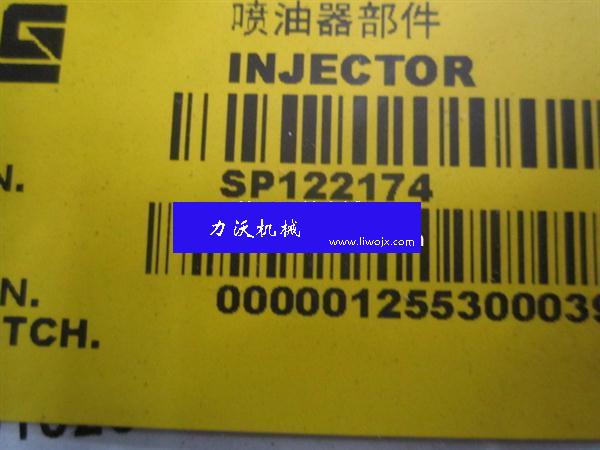 喷油器部件
INJECTOR
N.
SP122174
力沃机械
www.liwojx.com
N.
00000125530003
TCH.